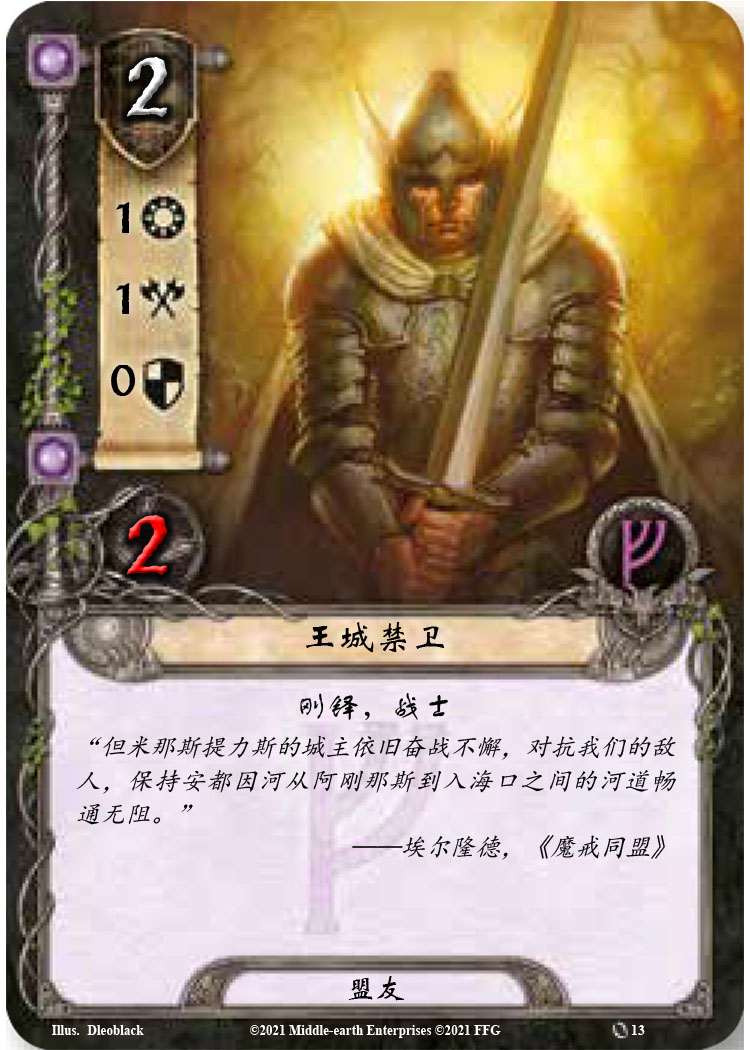 2
1
1
0
2
王城禁卫
刚铎，战士
“但米那斯提力斯的城主依旧奋战不懈，对抗我们的敌
人，保持安都因河从阿刚那斯到入海口之间的河道畅
通无阻。”
——埃尔隆德，《魔戒同盟》
盟友
Illus. Dleoblack
©2021 Middle-earth Enterprises ©2021 FFG
13